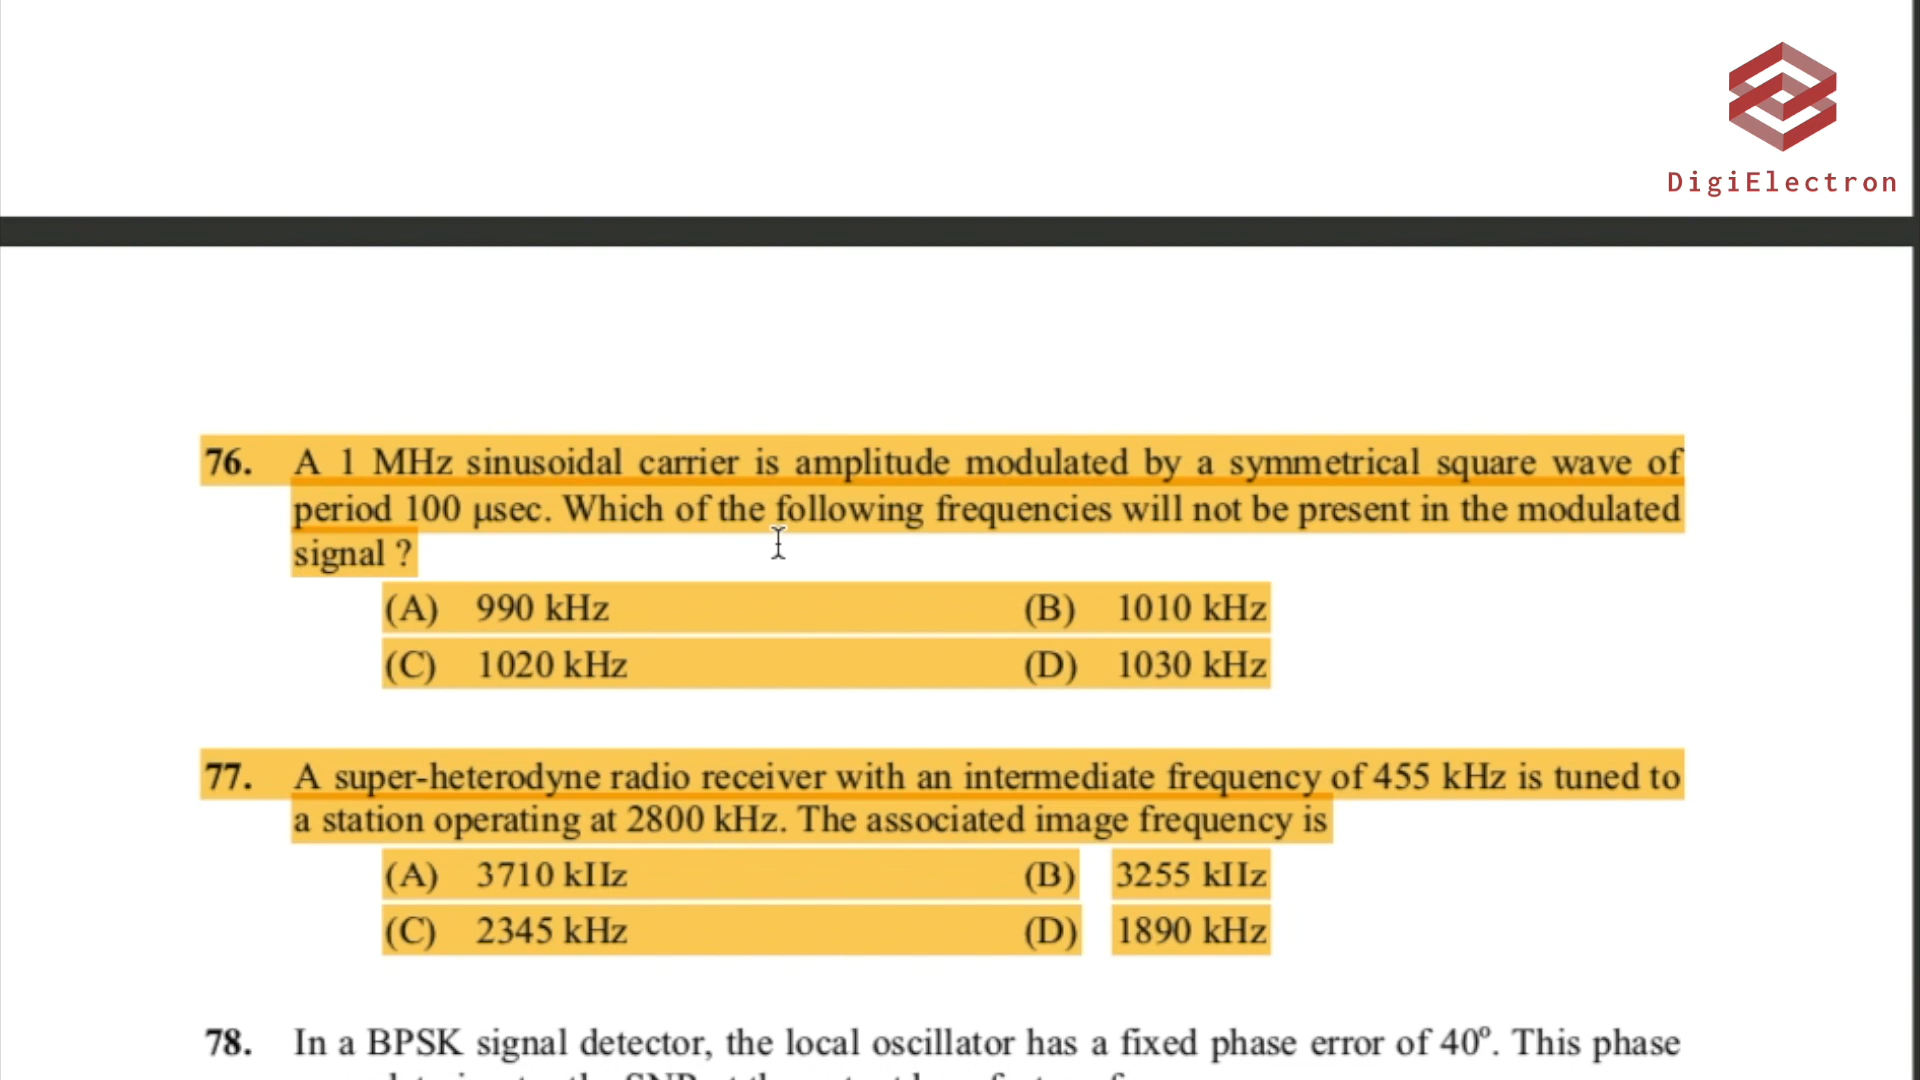 DigiElectron
76. A 1 MHz sinusoidal carrier is amplitude modulated by a symmetrical square wave of
period 100 μsec. Which of the following frequencies will not be present in the modulated
signal ?
(A) 990 kHz (B) 1010 kHz
(C) 1020 kHz (D) 1030 kHz
77. A super-heterodyne radio receiver with an intermediate frequency of 455 kHz is tuned to
a station operating at 2800 kHz. The associated image frequency is
(A) 3710 kHz (B) 3255 kHz
(C) 2345 kHz (D) 1890 kHz
78. In a BPSK signal detector, the local oscillator has a fixed phase error of 40º. This phase